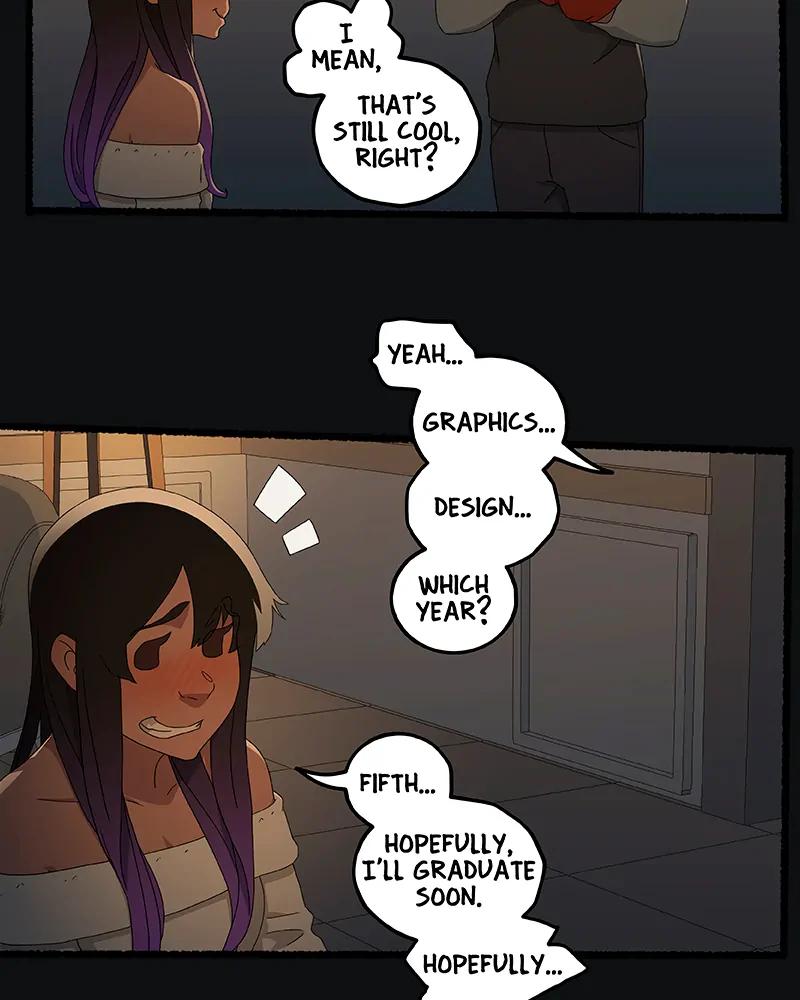 I
MEAN,
THAT'S
STILL COOL,
RIGHT?
YEAH...
GRAPHICS...
DESIGN...
WHICH
YEAR?
FIFTH...
HOPEFULLY,
I'LL GRADUATE
SOON.
HOPEFULLY...